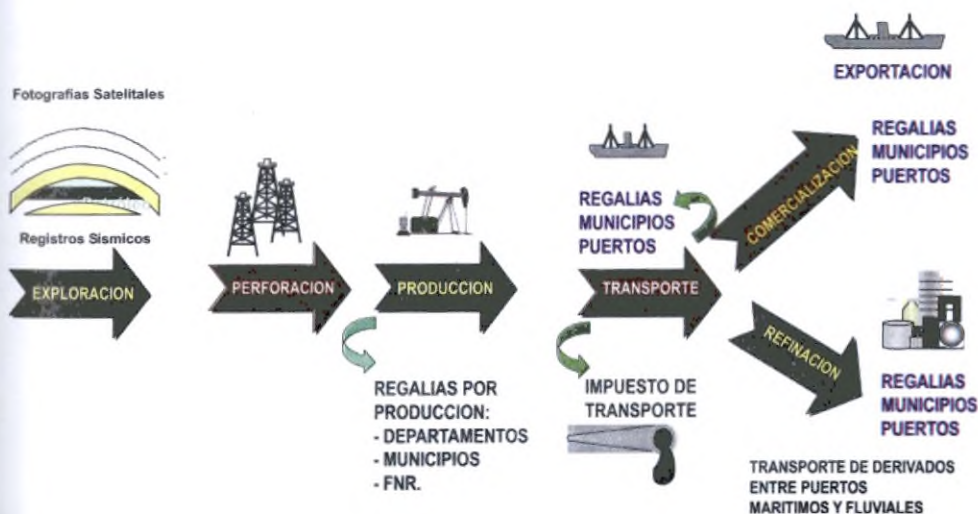 Fotografias Satelitales
Registros Sísmicos
EXPLORACION
PERFORACION
PRODUCCION
REGALIAS POR
PRODUCCION:
- DEPARTAMENTOS
- MUNICIPIOS
- FNR.
REGALIAS
MUNICIPIOS
PUERTOS
TRANSPORTE
IMPUESTO DE
TRANSPORTE
COMERCIALIZACION
EXPORTACION
REGALIAS
MUNICIPIOS
PUERTOS
REFINACION
REGALIAS
MUNICIPIOS
PUERTOS
TRANSPORTE DE DERIVADOS
ENTRE PUERTOS
MARITIMOS Y FLUVIALES